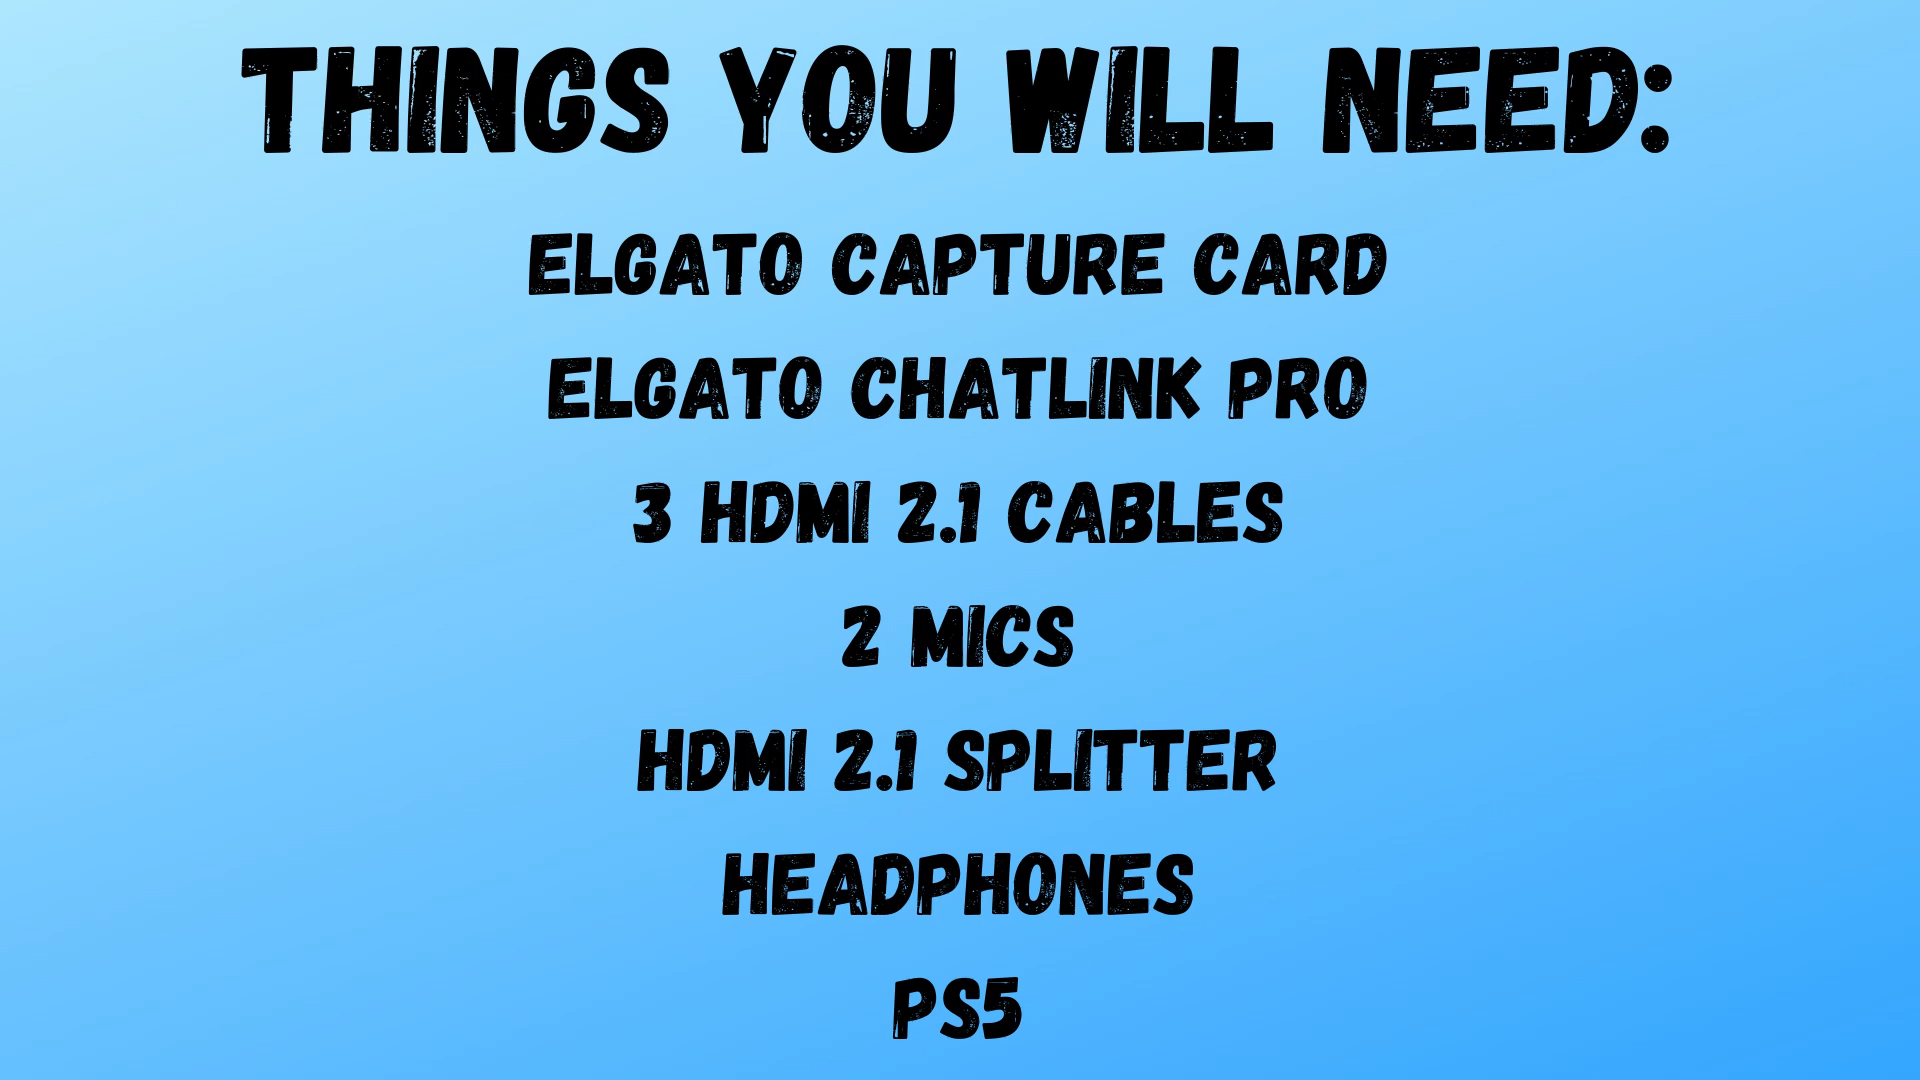 THINGS YOU WILL NEED:
ELGATO CAPTURE CARD
ELGATO CHATLINK PRO
3 HDMI 2.1 CABLES
2 MICS
HDMI 2.1 SPLITTER
HEADPHONES
PS5